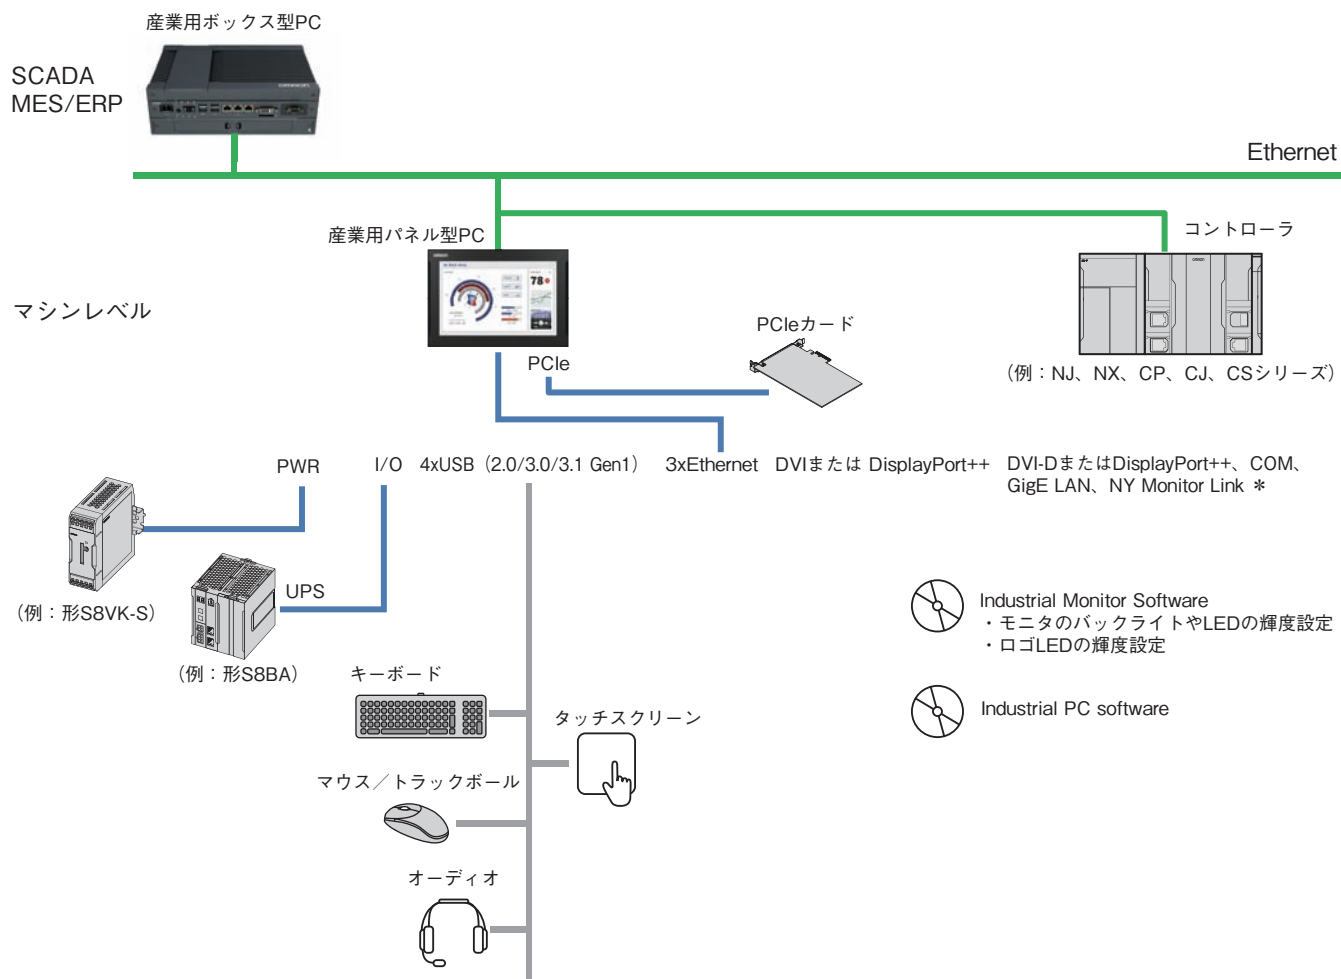 産業用ボックス型PC
SCADA
MES/ERP
OMRON
Ethernet
産業用パネル型PC
コントローラ
マシンレベル
78
PCIeカード
PCIe
（例：NJ、NX、CP、CJ、CSシリーズ）
PWR
I/O
4xUSB（2.0/3.0/3.1 Gen1）
3xEthernet
DVIまたは DisplayPort++
DVI-DまたはDisplayPort++、COM、
GigE LAN、NY Monitor Link ＊
（例：形S8VK-S）
UPS
（例：形S8BA）
Industrial Monitor Software
・モニタのバックライトやLEDの輝度設定
・ロゴLEDの輝度設定
キーボード
タッチスクリーン
Industrial PC software
マウス／トラックボール
オーディオ